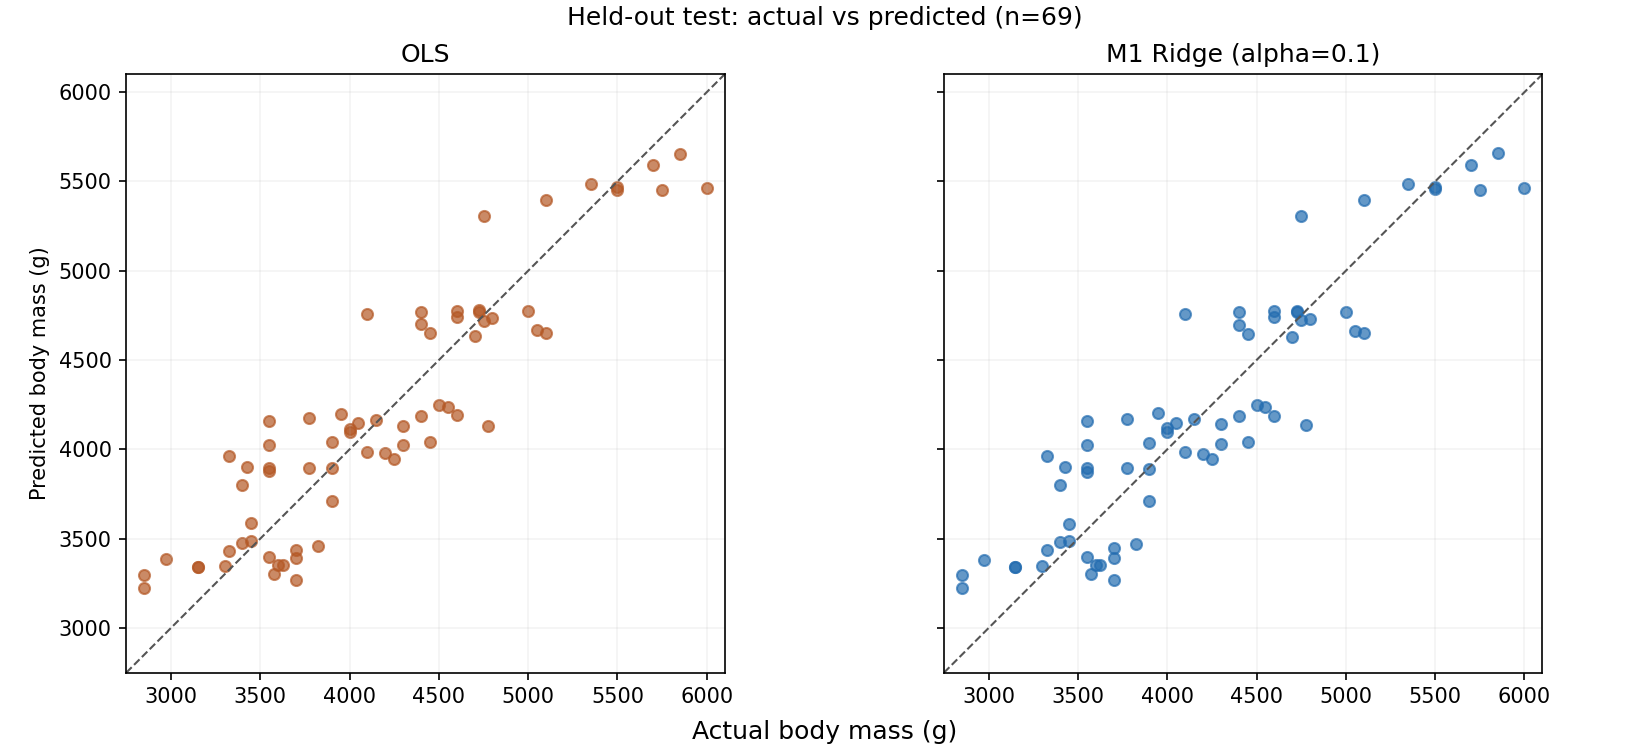 Held-out test: actual vs predicted (n=69)
OLS
M1 Ridge (alpha=0.1)
Predicted body mass (g)
6000
5500
5000
4500
4000
3500
3000
3000 3500 4000 4500 5000 5500 6000
3000 3500 4000 4500 5000 5500 6000
Actual body mass (g)